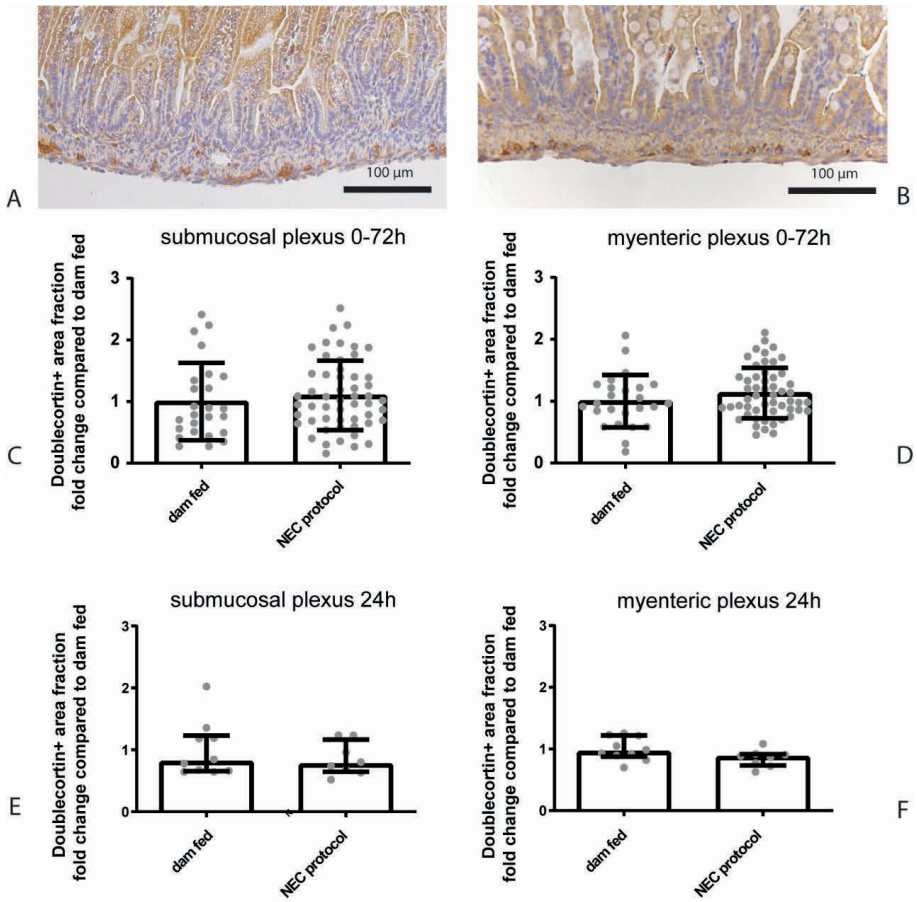 100 µm
A
100 µm
B
submucosal plexus 0-72h
Doublecortin+ area fraction
fold change compared to dam fed
3
2
1
0
dam fed
NEC protocol
C
myenteric plexus 0-72h
Doublecortin+ area fraction
fold change compared to dam fed
3
2
1
0
dam fed
NEC protocol
D
submucosal plexus 24h
Doublecortin+ area fraction
fold change compared to dam fed
3
2
1
0
dam fed
NEC protocol
E
myenteric plexus 24h
Doublecortin+ area fraction
fold change compared to dam fed
3
2
1
0
dam fed
NEC protocol
F